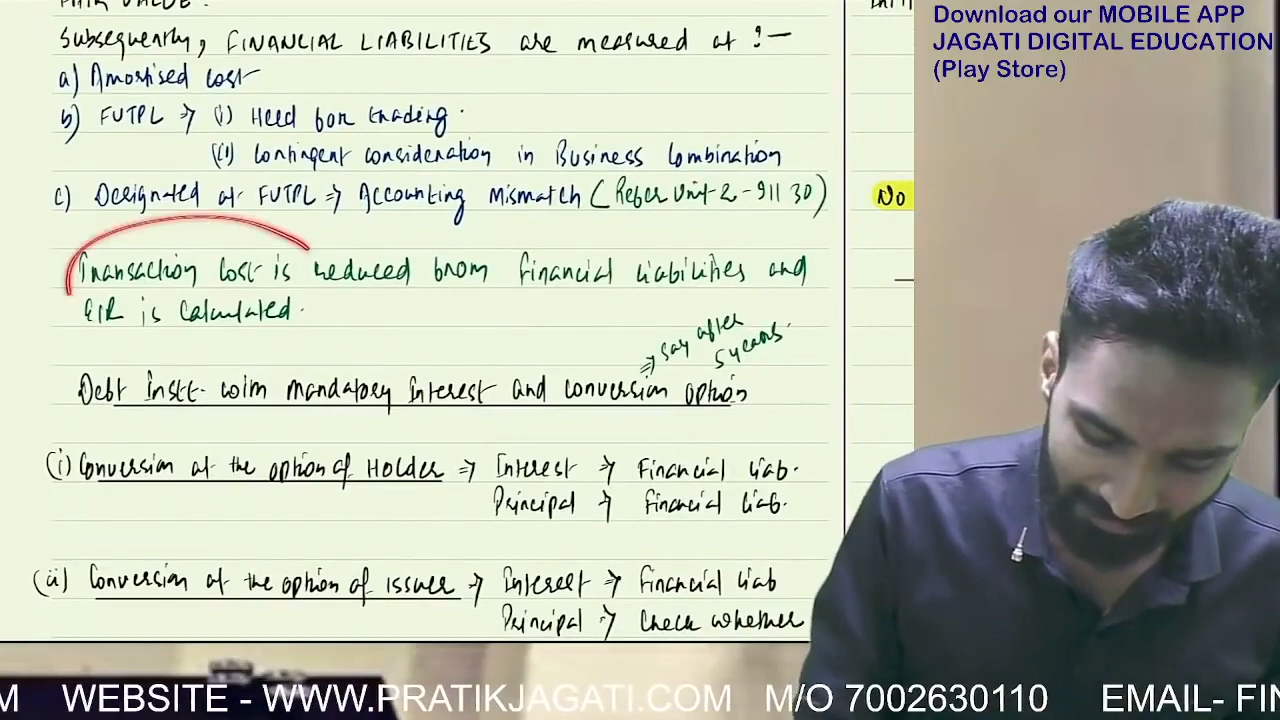 FAIR VALUE.
Subsequently, FINANCIAL LIABILITIES are measured at :-
a) Amortised Cost
b) FVTPL => (i) Held for trading.
(ii) Contingent consideration in Business Combination
c) Designated at FVTPL => Accounting Mismatch (Refer Unit-2-Q11 30)
No
Transaction Cost is reduced from financial liabilities and
EIR is Calculated.
=> say after
5 years.
Debt Instt. with mandatory Interest and conversion option
(i) Conversion at the option of Holder => Interest => Financial Liab.
Principal => Financial Liab.
(ii) Conversion at the option of issuer => Interest => Financial Liab
Principal => Check whether
Download our MOBILE APP
JAGATI DIGITAL EDUCATION
(Play Store)
M WEBSITE - WWW.PRATIKJAGATI.COM M/O 7002630110 EMAIL- FIN